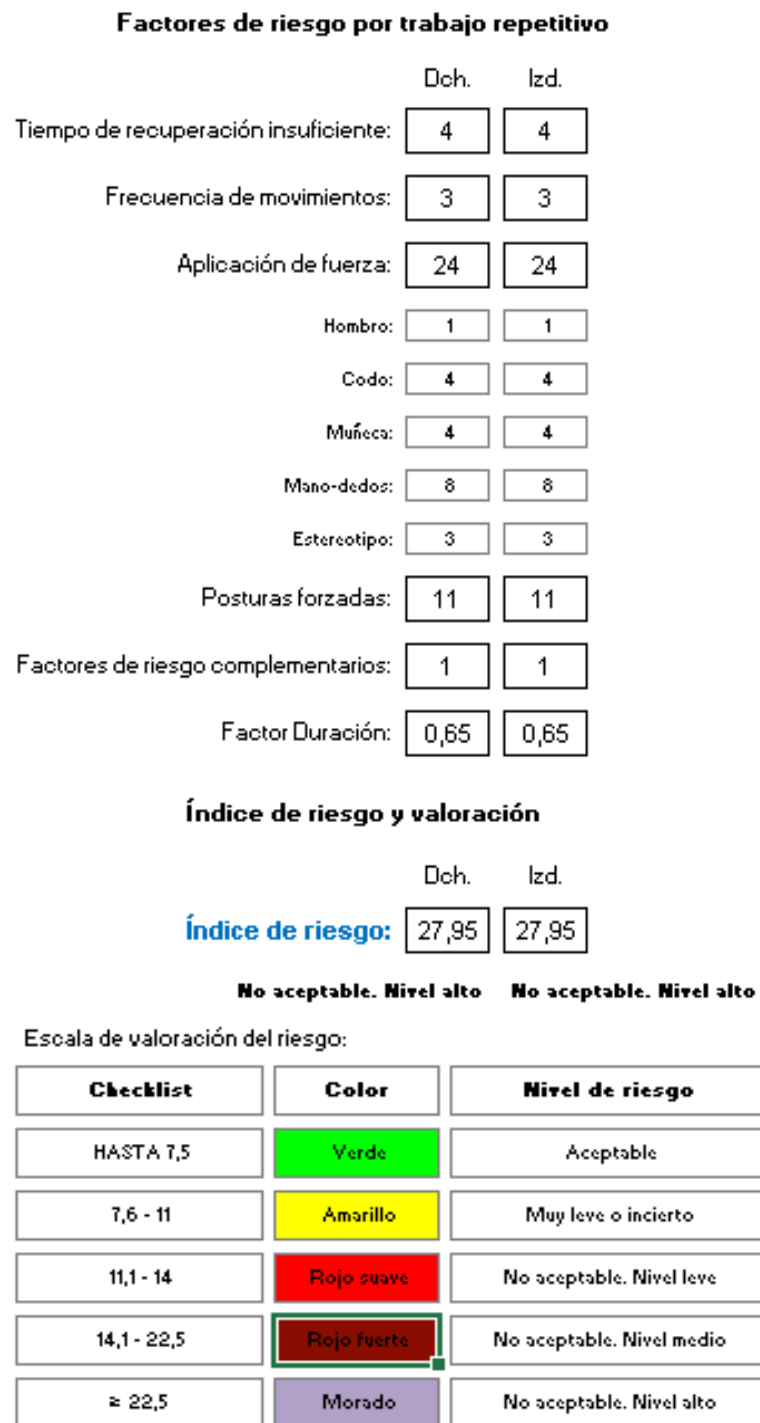 Factores de riesgo por trabajo repetitivo
Dch. Izd.
Tiempo de recuperación insuficiente: 4 4
Frecuencia de movimientos: 3 3
Aplicación de fuerza: 24 24
Hombro: 1 1
Codo: 4 4
Muñeca: 4 4
Mano-dedos: 8 8
Estereotipo: 3 3
Posturas forzadas: 11 11
Factores de riesgo complementarios: 1 1
Factor Duración: 0,65 0,65
Índice de riesgo y valoración
Dch. Izd.
Índice de riesgo: 27,95 27,95
No aceptable. Nivel alto No aceptable. Nivel alto
Escala de valoración del riesgo:
Checklist Color Nivel de riesgo
HASTA 7,5 Verde Aceptable
7,6 - 11 Amarillo Muy leve o incierto
11,1 - 14 Rojo suave No aceptable. Nivel leve
14,1 - 22,5 Rojo fuerte No aceptable. Nivel medio
≥ 22,5 Morado No aceptable. Nivel alto